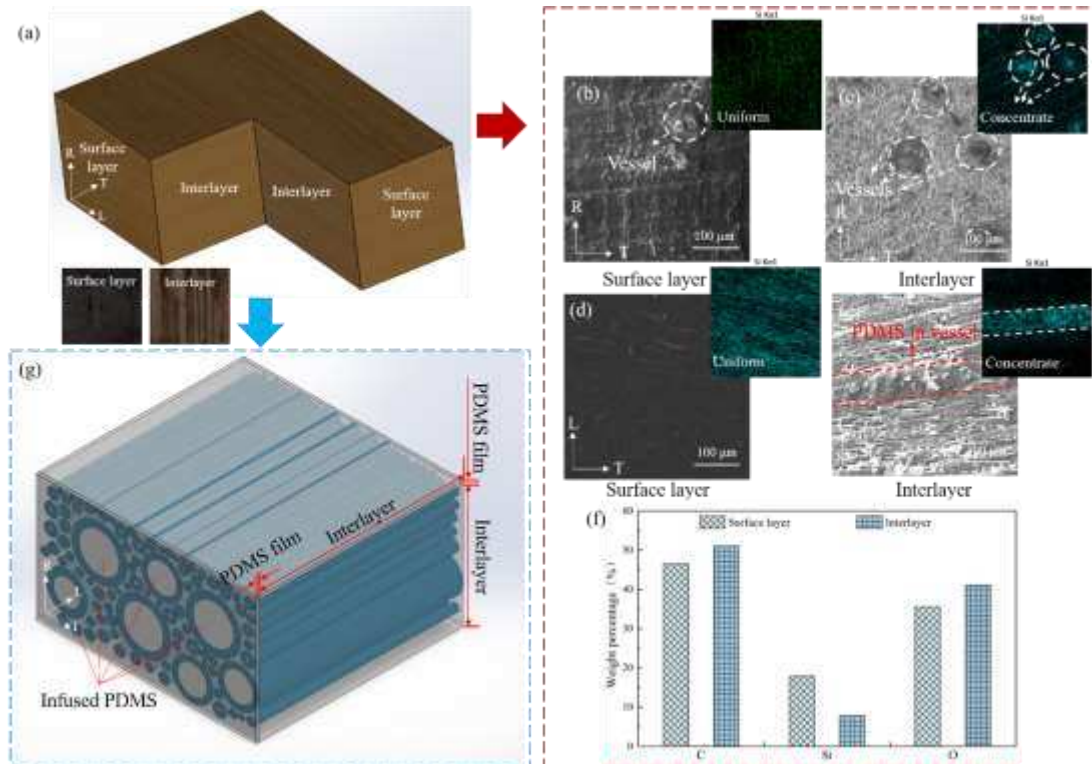 (a)
R
Surface
layer
T
L
Interlayer
Interlayer
Surface
layer
Surface layer
Interlayer
Si Kα1
Uniform
(b)
Vessel
R
T
100 μm
Surface layer
Si Kα1
Concentrate
(c)
Vessels
R
100 μm
Interlayer
Si Kα1
Uniform
(d)
L
T
100 μm
Surface layer
Si Kα1
Concentrate
PDMS in vessel
Interlayer
(f)
Surface layer
Interlayer
Weight percentage (%)
60
50
40
30
20
10
0
C
Si
O
(g)
PDMS film
Interlayer
PDMS film
Interlayer
Infused PDMS